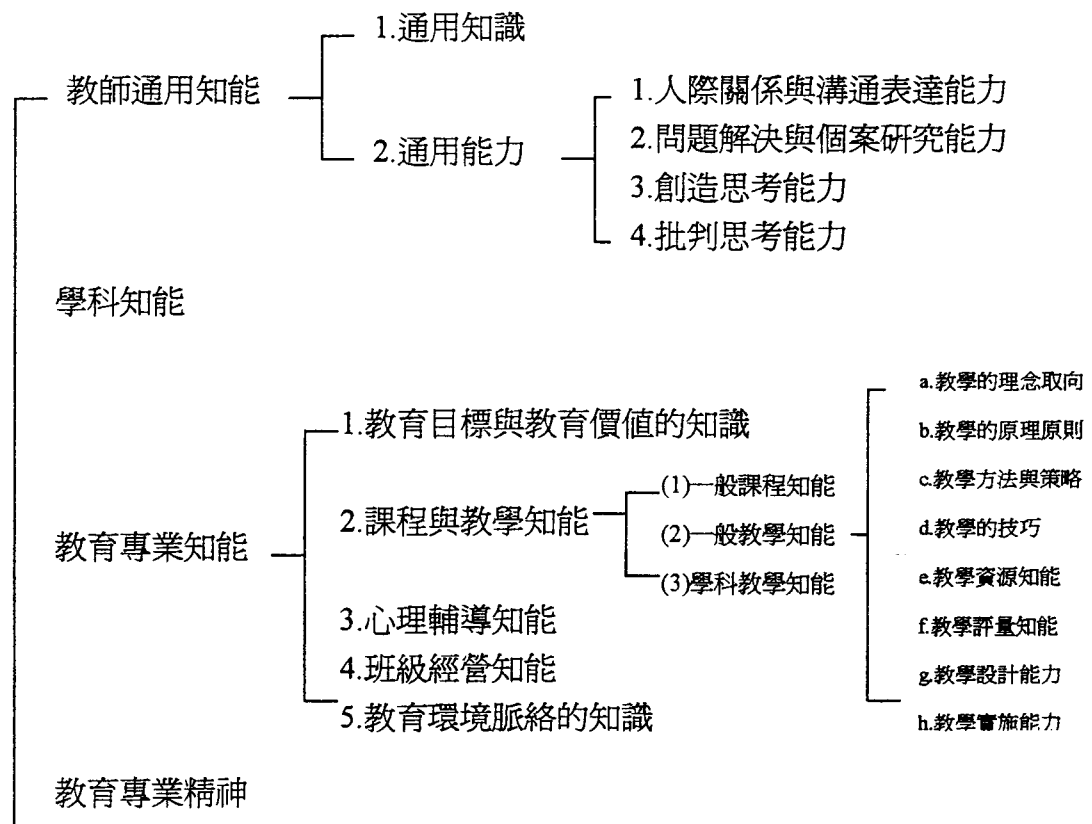 1.通用知識
教師通用知能
2.通用能力
1.人際關係與溝通表達能力
2.問題解決與個案研究能力
3.創造思考能力
4.批判思考能力
學科知能
教育專業知能
1.教育目標與教育價值的知識
2.課程與教學知能
(1)一般課程知能
(2)一般教學知能
(3)學科教學知能
a.教學的理念取向
b.教學的原理原則
c.教學方法與策略
d.教學的技巧
e.教學資源知能
f.教學評量知能
g.教學設計能力
h.教學實施能力
3.心理輔導知能
4.班級經營知能
5.教育環境脈絡的知識
教育專業精神